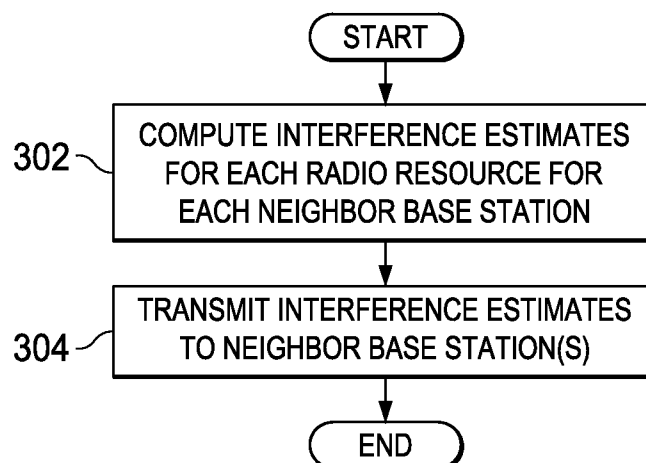 START
302
COMPUTE INTERFERENCE ESTIMATES
FOR EACH RADIO RESOURCE FOR
EACH NEIGHBOR BASE STATION
304
TRANSMIT INTERFERENCE ESTIMATES
TO NEIGHBOR BASE STATION(S)
END